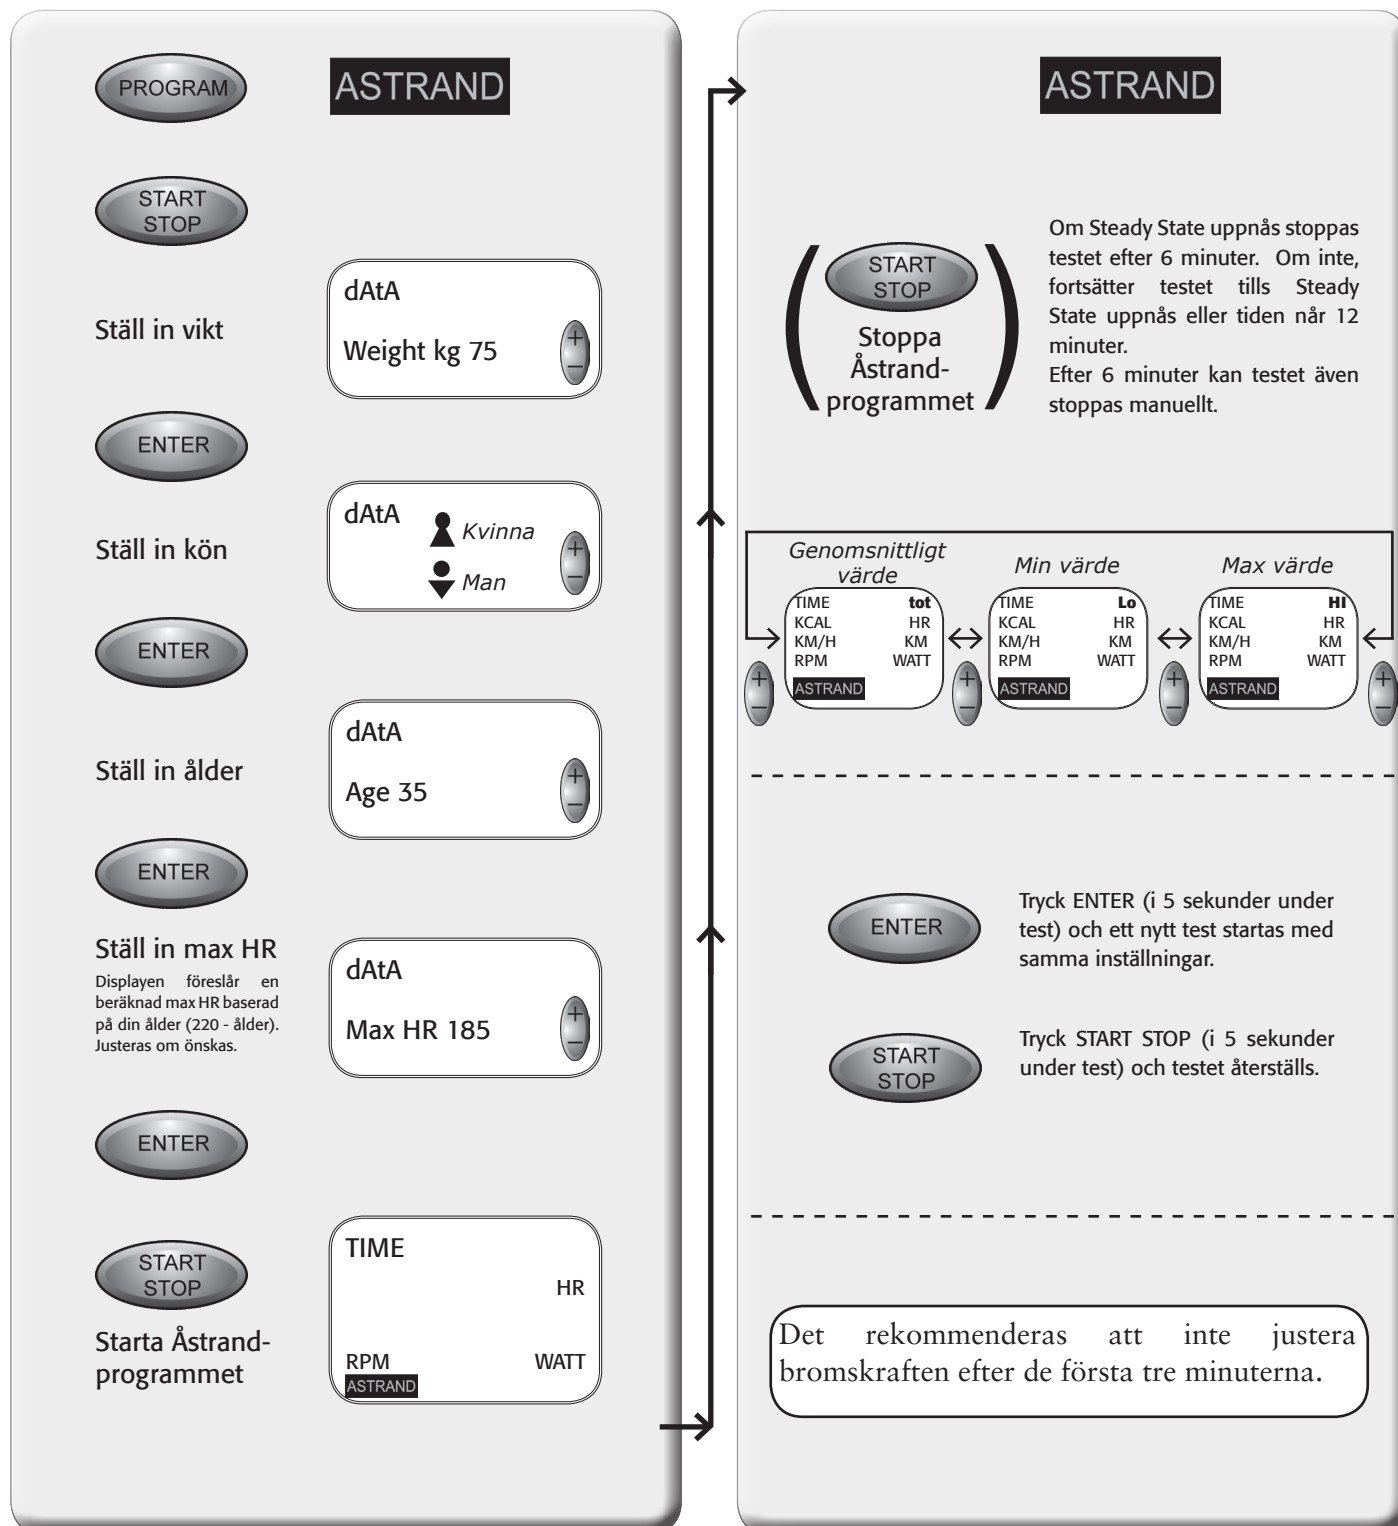 PROGRAM
ASTRAND
START
STOP
Ställ in vikt
dAtA
Weight kg 75
+
−
ENTER
Ställ in kön
dAtA
Kvinna
Man
+
−
ENTER
Ställ in ålder
dAtA
Age 35
+
−
ENTER
Ställ in max HR
Displayen föreslår en
beräknad max HR baserad
på din ålder (220 - ålder).
Justeras om önskas.
dAtA
Max HR 185
+
−
ENTER
START
STOP
Starta Åstrand-
programmet
TIME
HR
RPM WATT
ASTRAND
ASTRAND
(
START
STOP
Stoppa
Åstrand-
programmet
)
Om Steady State uppnås stoppas
testet efter 6 minuter. Om inte,
fortsätter testet tills Steady
State uppnås eller tiden når 12
minuter.
Efter 6 minuter kan testet även
stoppas manuellt.
Genomsnittligt
värde
TIME tot
KCAL HR
KM/H KM
RPM WATT
ASTRAND
+
−
Min värde
TIME Lo
KCAL HR
KM/H KM
RPM WATT
ASTRAND
+
−
Max värde
TIME HI
KCAL HR
KM/H KM
RPM WATT
ASTRAND
+
−
+
−
ENTER
Tryck ENTER (i 5 sekunder under
test) och ett nytt test startas med
samma inställningar.
START
STOP
Tryck START STOP (i 5 sekunder
under test) och testet återställs.
Det rekommenderas att inte justera
bromskraften efter de första tre minuterna.